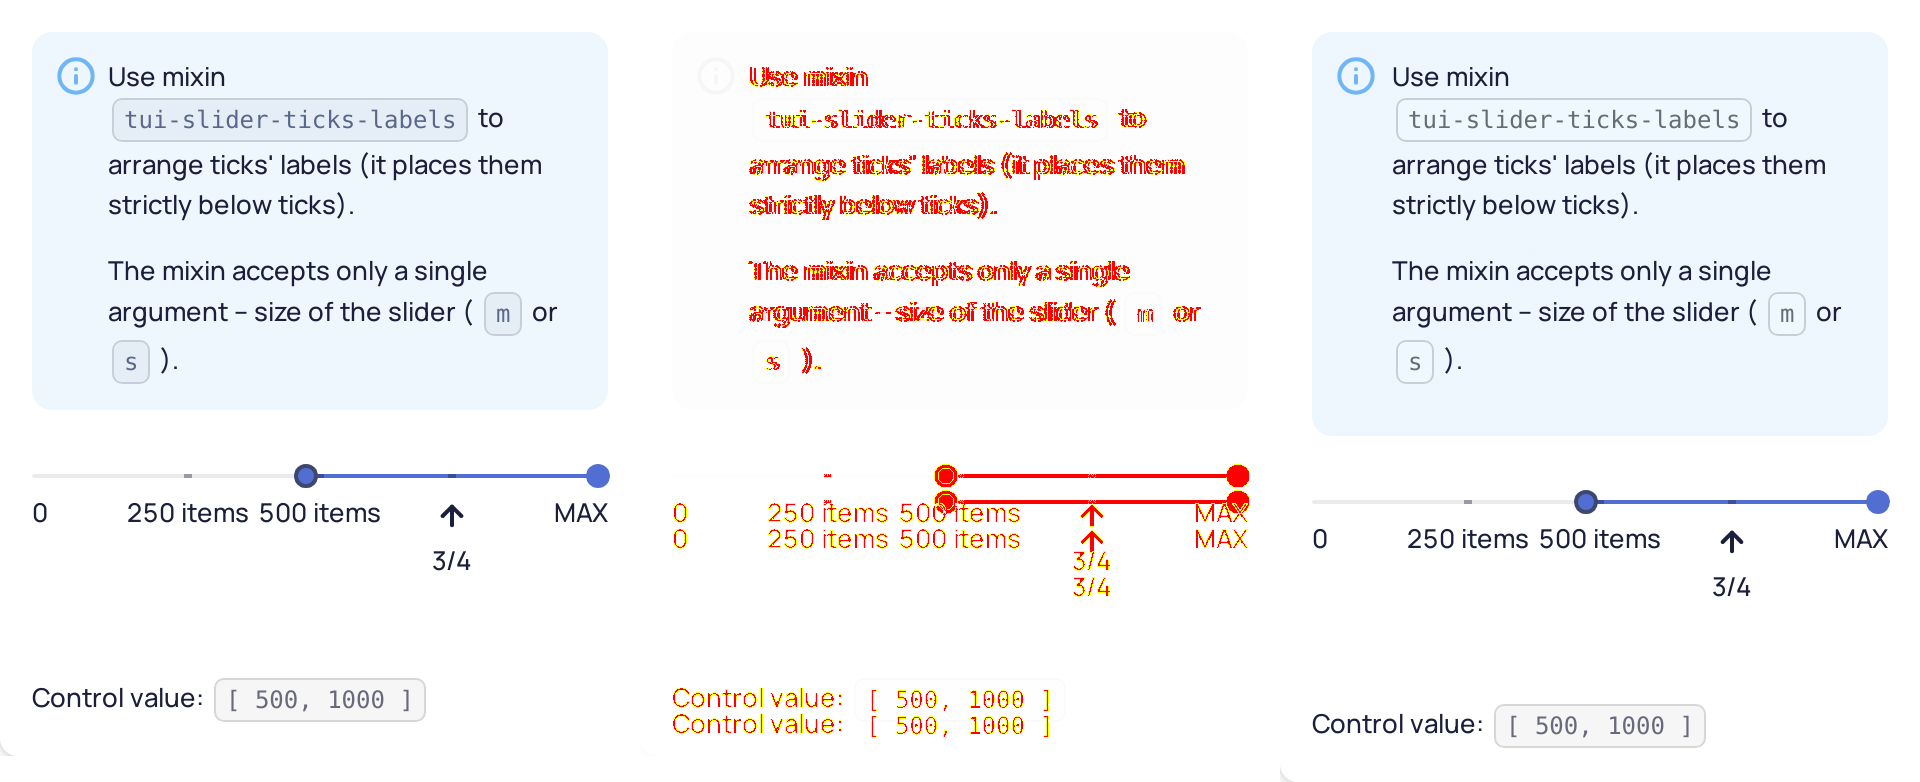 Use mixin
tui-slider-ticks-labels to
arrange ticks' labels (it places them
strictly below ticks).
The mixin accepts only a single
argument – size of the slider ( m or
s ).
0 250 items 500 items MAX
3/4
Control value: [ 500, 1000 ]
Use mixin
tui-slider-ticks-labels to
arrange ticks' labels (it places them
strictly below ticks).
The mixin accepts only a single
argument – size of the slider ( m or
s ).
0 250 items 500 items MAX
0 250 items 500 items MAX
3/4
3/4
Control value: [ 500, 1000 ]
Control value: [ 500, 1000 ]
Use mixin
tui-slider-ticks-labels to
arrange ticks' labels (it places them
strictly below ticks).
The mixin accepts only a single
argument – size of the slider ( m or
s ).
0 250 items 500 items MAX
3/4
Control value: [ 500, 1000 ]